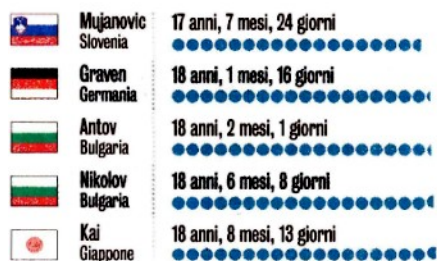 Mujanovic 17 anni, 7 mesi, 24 giorni
Slovenia
Graven 18 anni, 1 mesi, 16 giorni
Germania
Antov 18 anni, 2 mesi, 1 giorni
Bulgaria
Nikolov 18 anni, 6 mesi, 8 giorni
Bulgaria
Kai 18 anni, 8 mesi, 13 giorni
Giappone